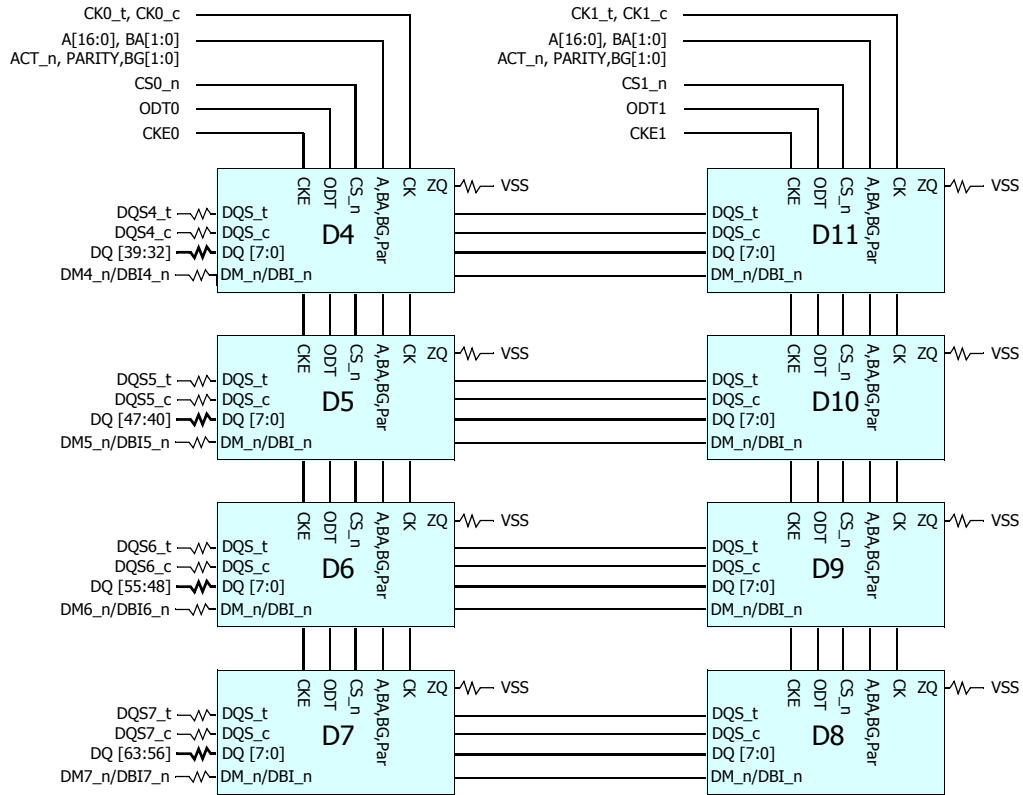 CK0_t, CK0_c
A[16:0], BA[1:0]
ACT_n, PARITY,BG[1:0]
CS0_n
ODT0
CKE0
CK1_t, CK1_c
A[16:0], BA[1:0]
ACT_n, PARITY,BG[1:0]
CS1_n
ODT1
CKE1
CKE ODT CS_n A,BA,BG,Par CK ZQ VSS
DQS4_t DQS_t
DQS4_c DQS_c
DQ [39:32] DQ [7:0]
DM4_n/DBI4_n DM_n/DBI_n
D4
CKE ODT CS_n A,BA,BG,Par CK ZQ VSS
DQS_t
DQS_c
DQ [7:0]
DM_n/DBI_n
D11
CKE ODT CS_n A,BA,BG,Par CK ZQ VSS
DQS5_t DQS_t
DQS5_c DQS_c
DQ [47:40] DQ [7:0]
DM5_n/DBI5_n DM_n/DBI_n
D5
CKE ODT CS_n A,BA,BG,Par CK ZQ VSS
DQS_t
DQS_c
DQ [7:0]
DM_n/DBI_n
D10
CKE ODT CS_n A,BA,BG,Par CK ZQ VSS
DQS6_t DQS_t
DQS6_c DQS_c
DQ [55:48] DQ [7:0]
DM6_n/DBI6_n DM_n/DBI_n
D6
CKE ODT CS_n A,BA,BG,Par CK ZQ VSS
DQS_t
DQS_c
DQ [7:0]
DM_n/DBI_n
D9
CKE ODT CS_n A,BA,BG,Par CK ZQ VSS
DQS7_t DQS_t
DQS7_c DQS_c
DQ [63:56] DQ [7:0]
DM7_n/DBI7_n DM_n/DBI_n
D7
CKE ODT CS_n A,BA,BG,Par CK ZQ VSS
DQS_t
DQS_c
DQ [7:0]
DM_n/DBI_n
D8